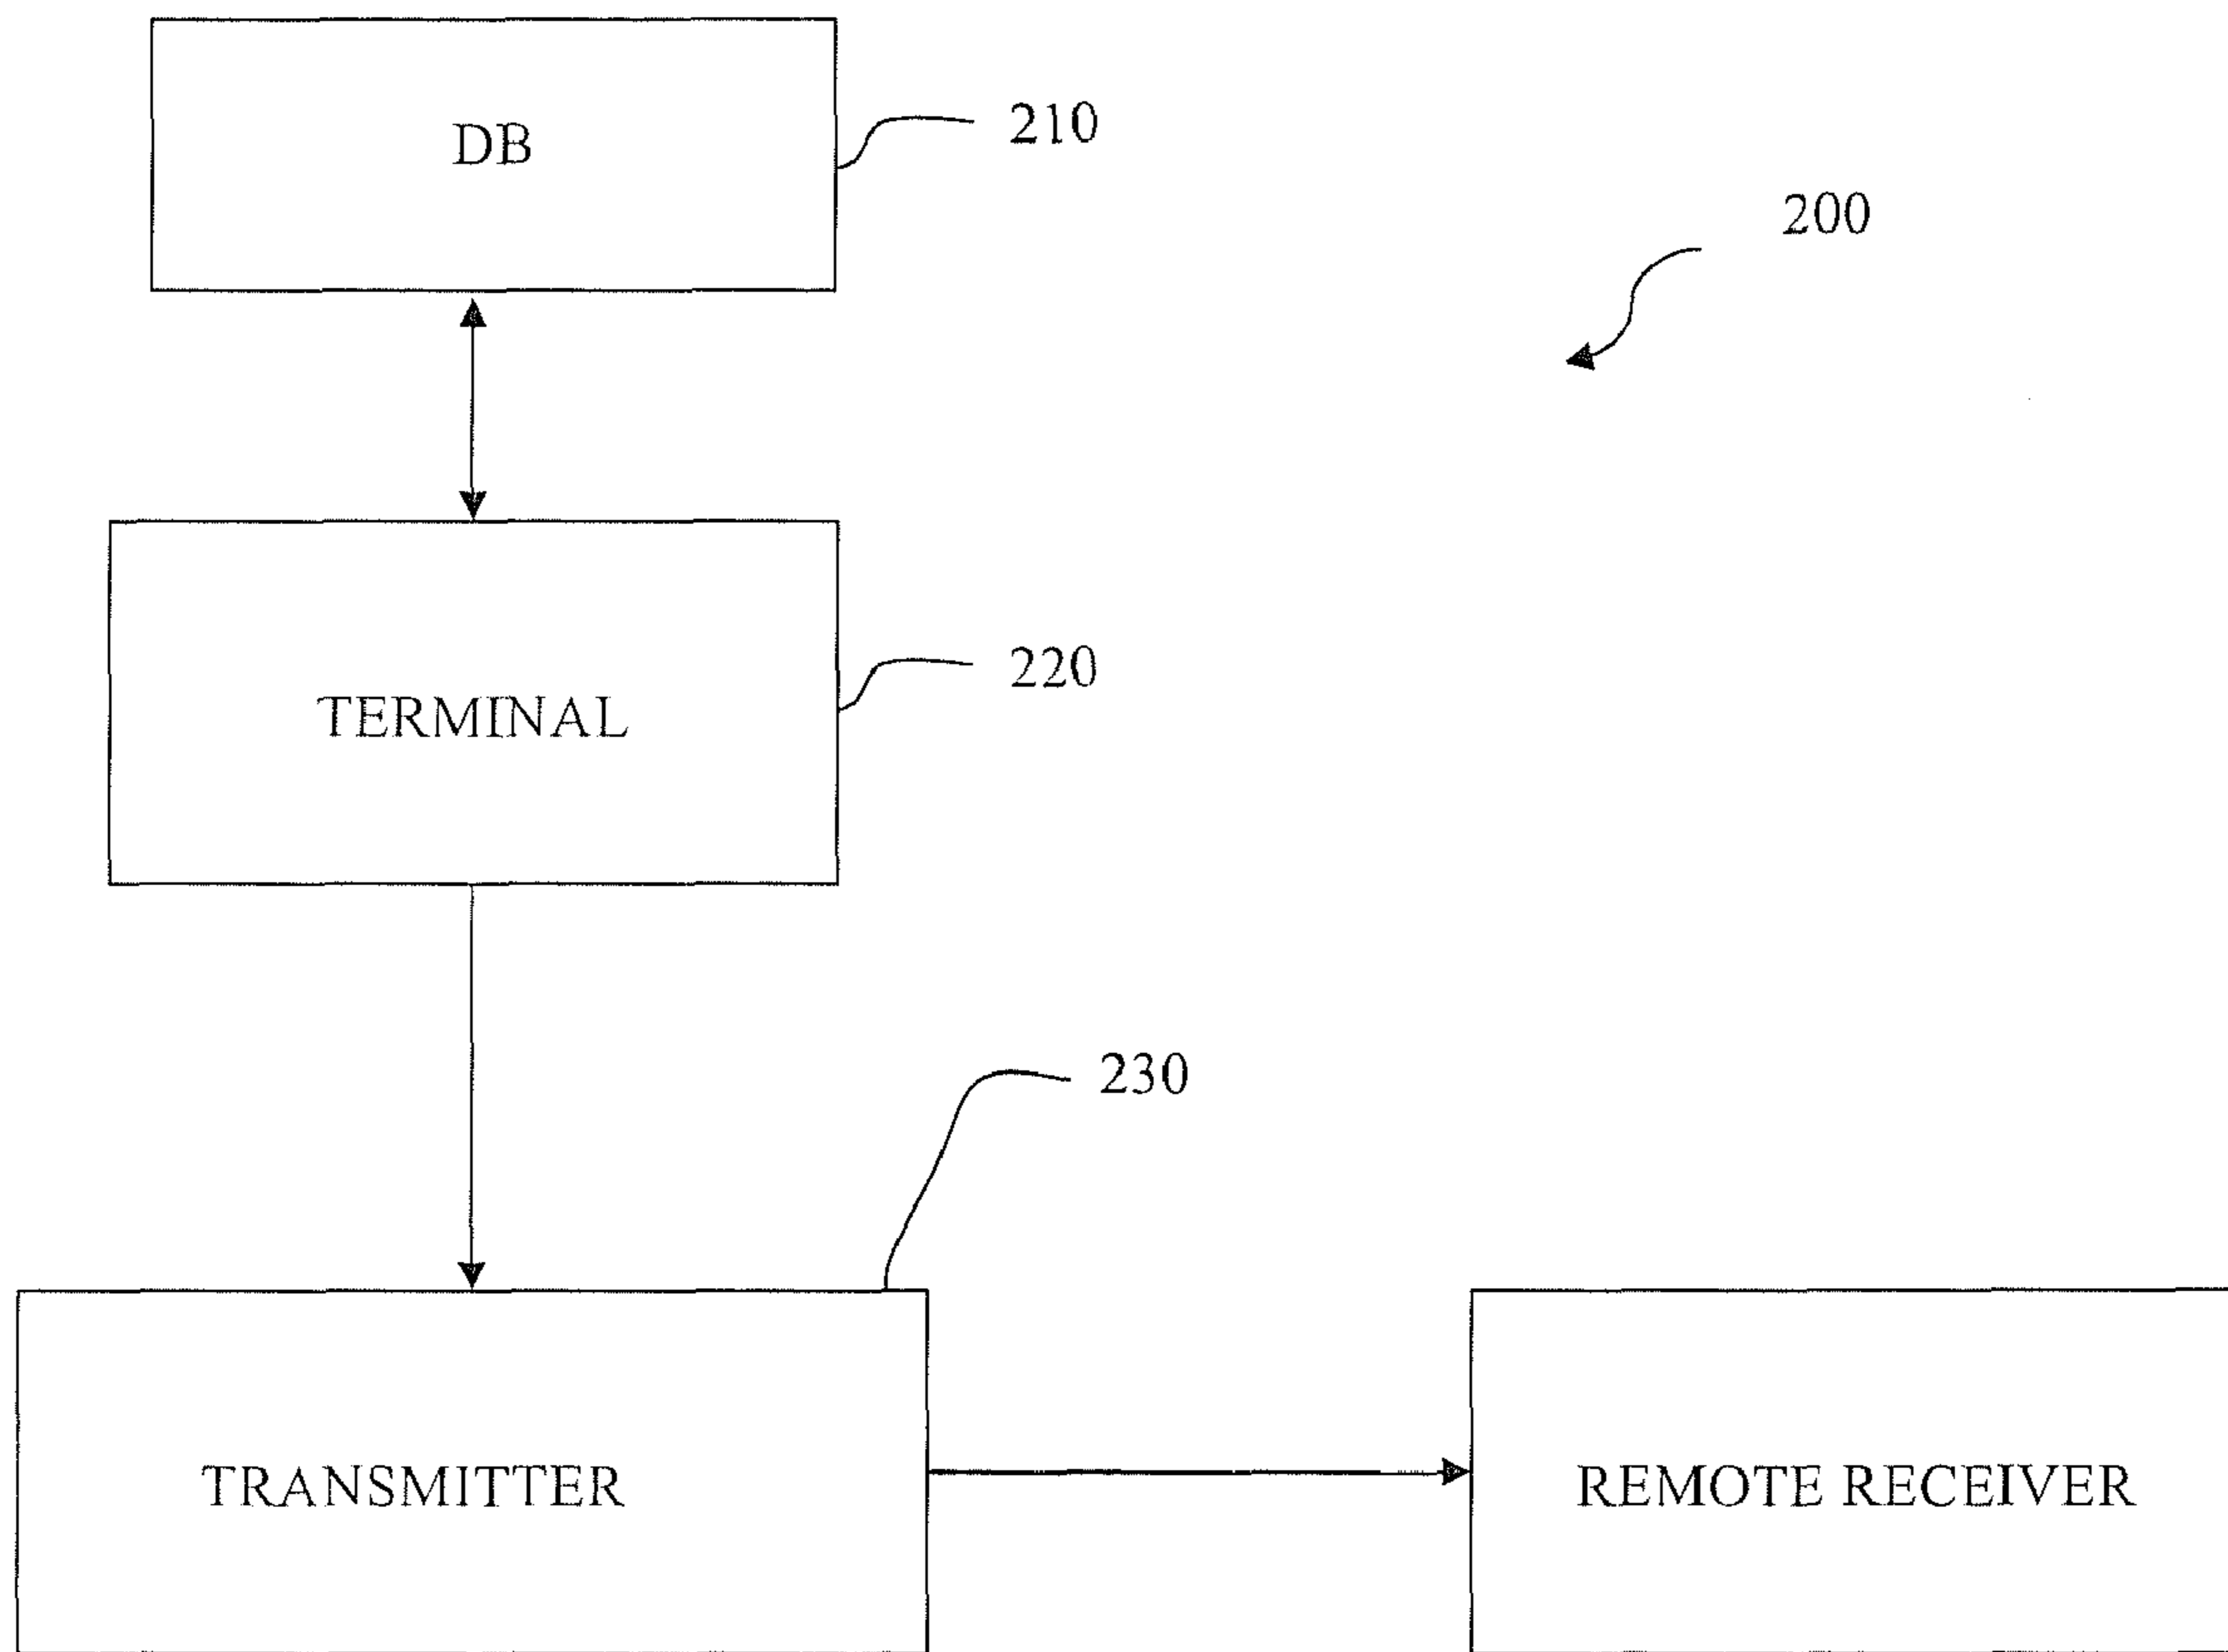 DB
210
200
TERMINAL
220
230
TRANSMITTER
REMOTE RECEIVER